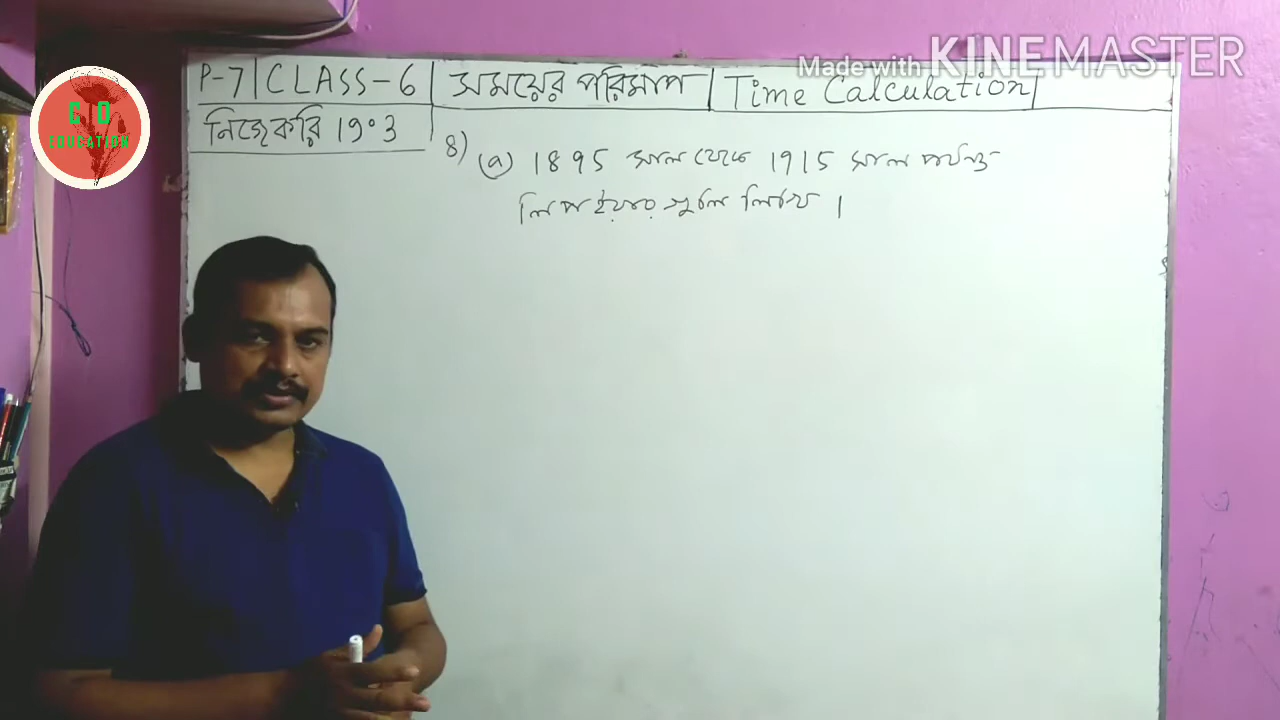 Made with KINEMASTER
P-7 | CLASS-6 | সময়ের পরিমাপ | Time Calculation |
নিজেকরি 19.3
C D
EDUCATION
8) (a) 1895 সাল থেকে 1915 সাল পর্যন্ত
লিপইয়ার গুলি লিখি ।